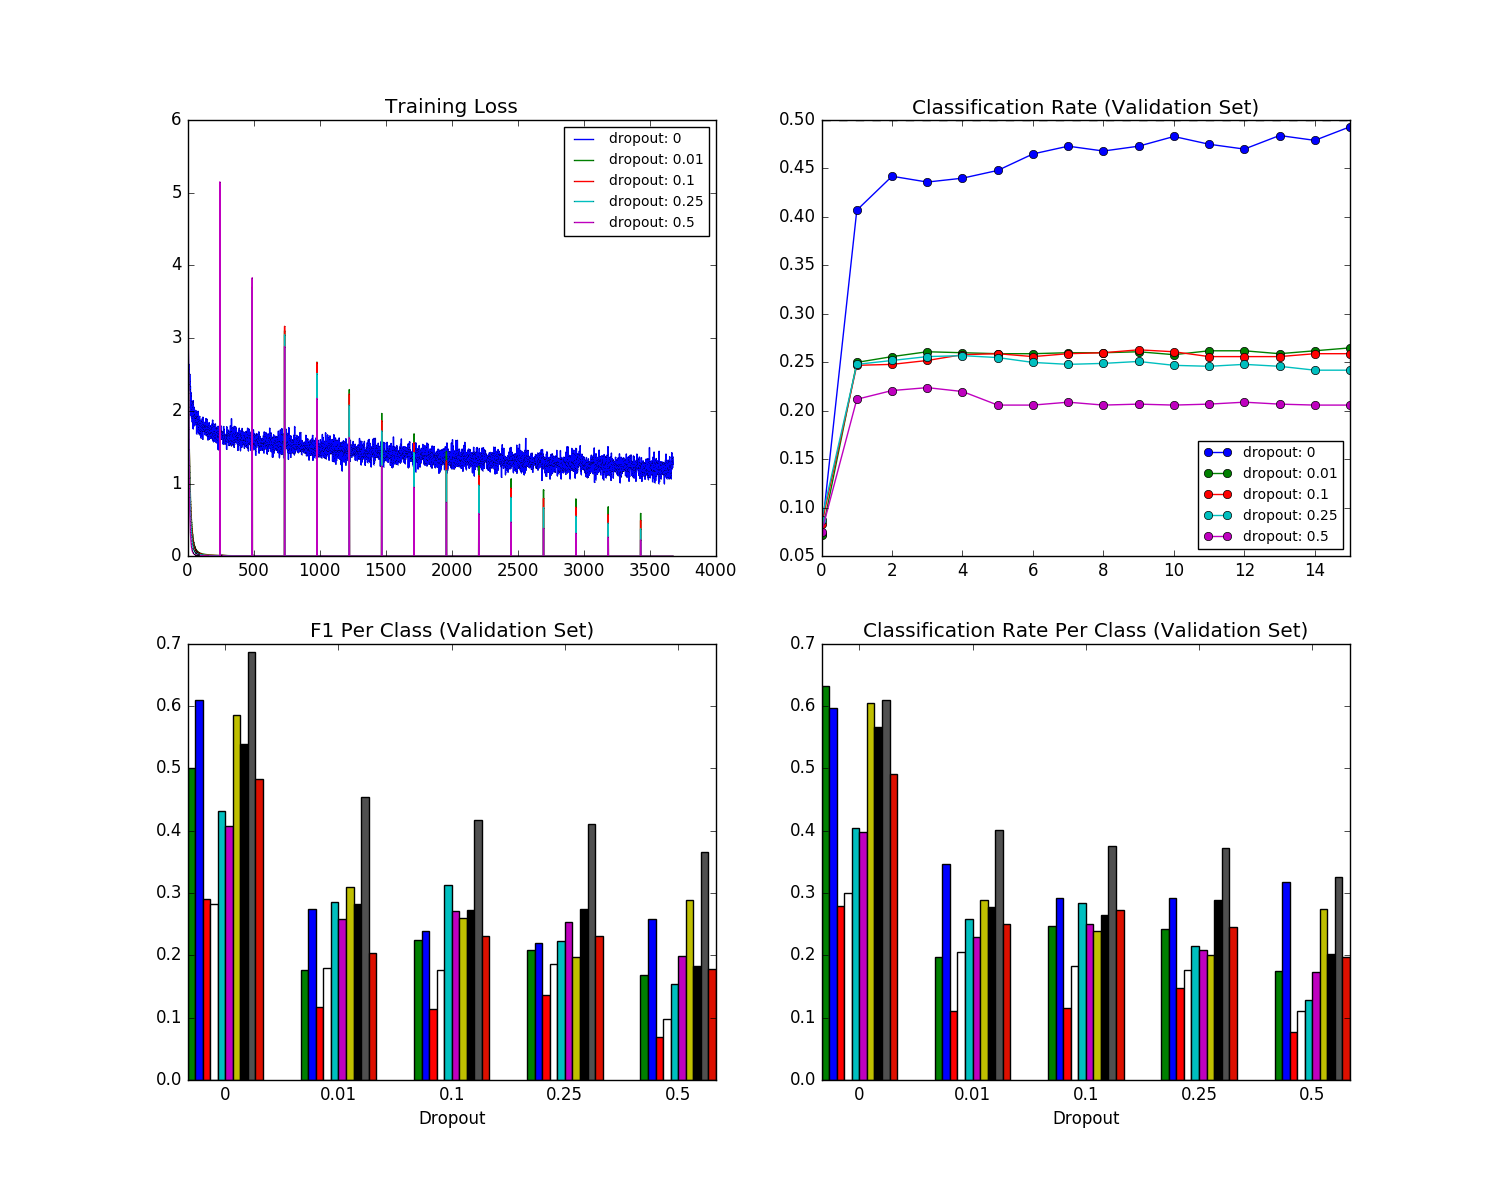 Training Loss
6
5
4
3
2
1
0
0 500 1000 1500 2000 2500 3000 3500 4000
dropout: 0
dropout: 0.01
dropout: 0.1
dropout: 0.25
dropout: 0.5
Classification Rate (Validation Set)
0.50
0.45
0.40
0.35
0.30
0.25
0.20
0.15
0.10
0.05
0 2 4 6 8 10 12 14
dropout: 0
dropout: 0.01
dropout: 0.1
dropout: 0.25
dropout: 0.5
F1 Per Class (Validation Set)
0.7
0.6
0.5
0.4
0.3
0.2
0.1
0.0
0 0.01 0.1 0.25 0.5
Dropout
Classification Rate Per Class (Validation Set)
0.7
0.6
0.5
0.4
0.3
0.2
0.1
0.0
0 0.01 0.1 0.25 0.5
Dropout